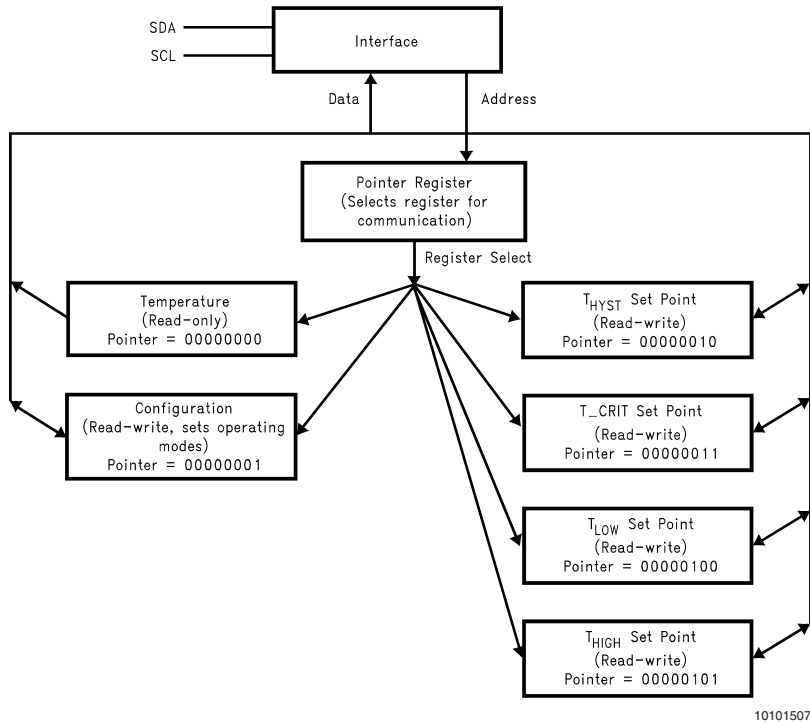 SDA
SCL
Interface
Data
Address
Pointer Register
(Selects register for
communication)
Register Select
Temperature
(Read-only)
Pointer = 00000000
Configuration
(Read-write, sets operating
modes)
Pointer = 00000001
THYST Set Point
(Read-write)
Pointer = 00000010
T_CRIT Set Point
(Read-write)
Pointer = 00000011
TLOW Set Point
(Read-write)
Pointer = 00000100
THIGH Set Point
(Read-write)
Pointer = 00000101
10101507